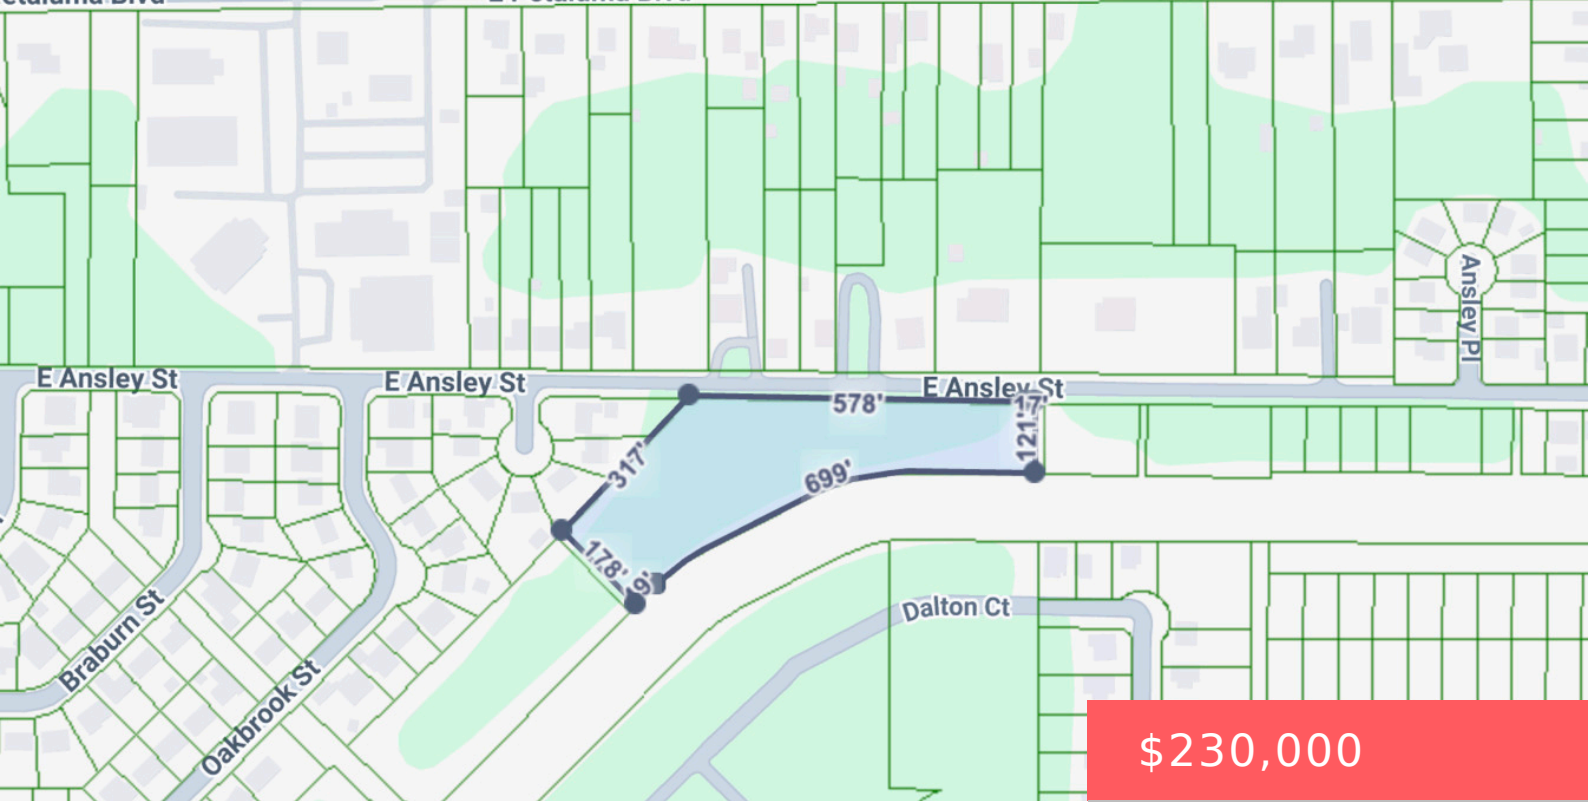 E Ansley St
E Ansley St
E Ansley St
578'
17'
121'
317'
699'
178'
9'
Ansley Pl
Braburn St
Oakbrook St
Dalton Ct
$230,000